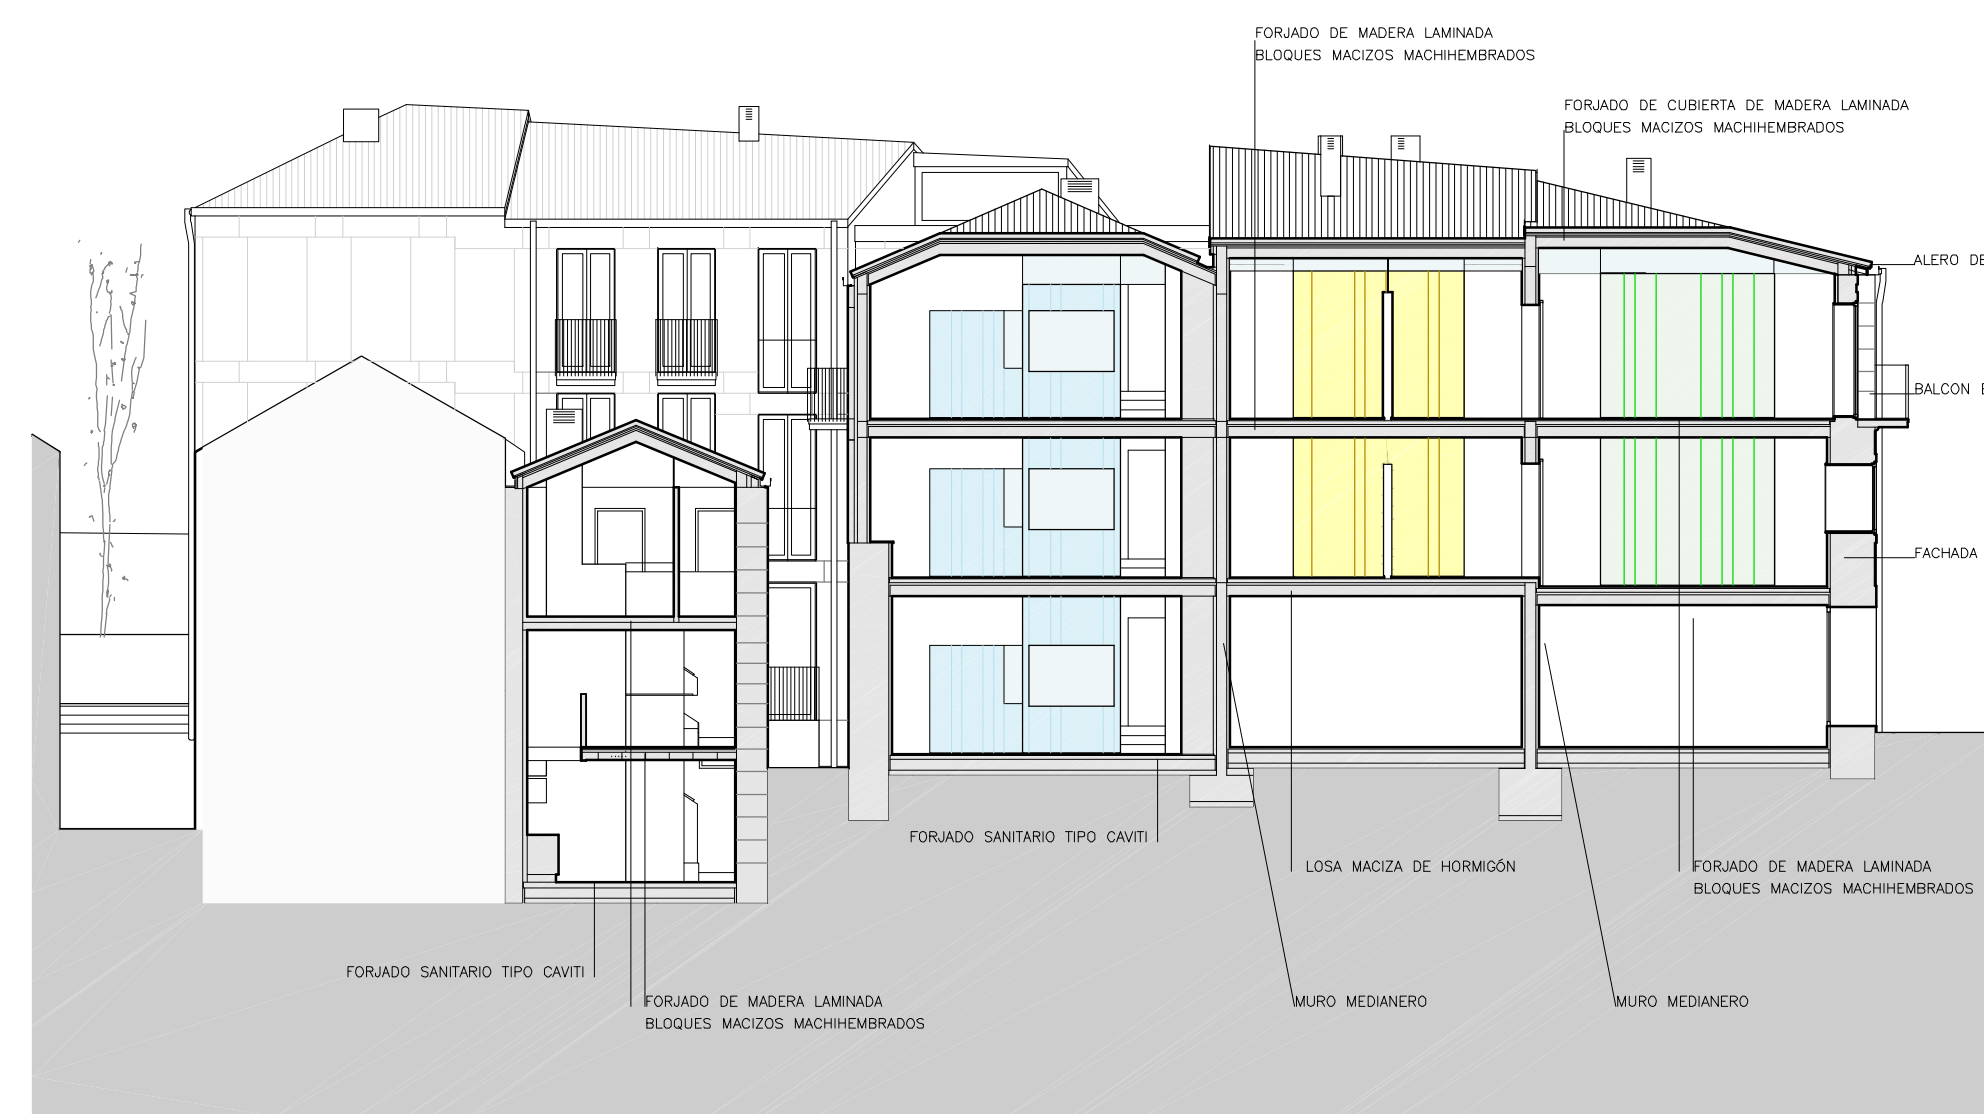 FORJADO DE MADERA LAMINADA
BLOQUES MACIZOS MACHIHEMBRADOS
FORJADO DE CUBIERTA DE MADERA LAMINADA
BLOQUES MACIZOS MACHIHEMBRADOS
ALERO DE
BALCON
FACHADA
FORJADO SANITARIO TIPO CAVITI
LOSA MACIZA DE HORMIGÓN
FORJADO DE MADERA LAMINADA
BLOQUES MACIZOS MACHIHEMBRADOS
FORJADO SANITARIO TIPO CAVITI
FORJADO DE MADERA LAMINADA
BLOQUES MACIZOS MACHIHEMBRADOS
MURO MEDIANERO
MURO MEDIANERO